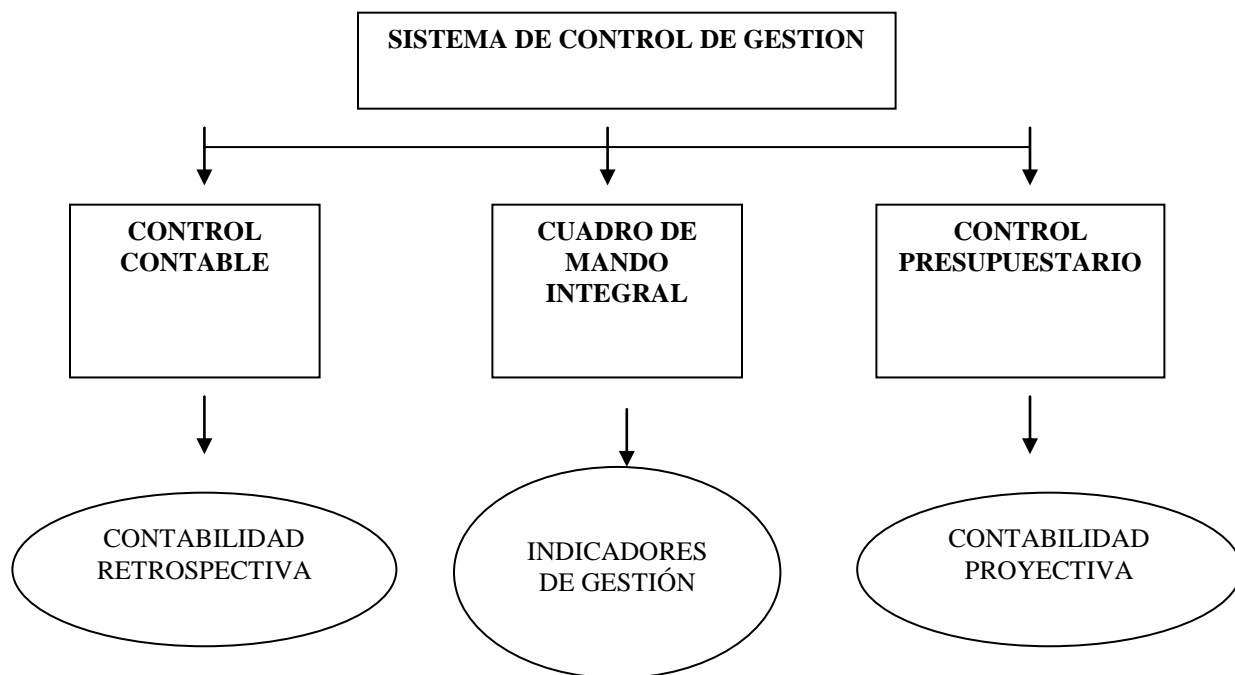 SISTEMA DE CONTROL DE GESTION
CONTROL
CONTABLE
CUADRO DE
MANDO
INTEGRAL
CONTROL
PRESUPUESTARIO
CONTABILIDAD
RETROSPECTIVA
INDICADORES
DE GESTIÓN
CONTABILIDAD
PROYECTIVA